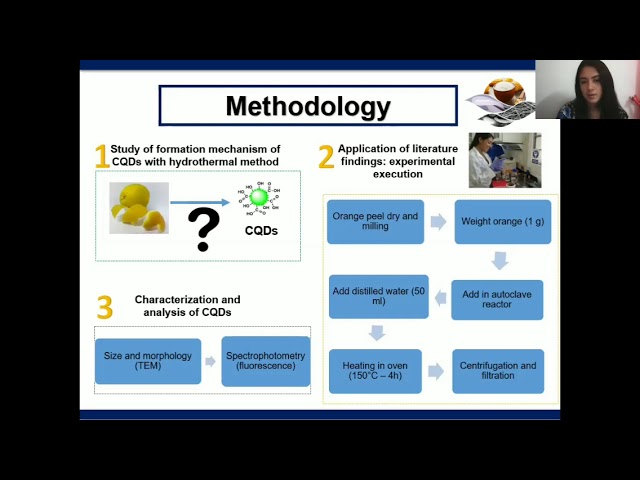 Methodology
1 Study of formation mechanism of
CQDs with hydrothermal method
?
CQDs
2 Application of literature
findings: experimental
execution
Orange peel dry and
milling
Weight orange (1 g)
Add in autoclave
reactor
Add distilled water (50
ml)
Heating in oven
(150°C – 4h)
Centrifugation and
filtration
3 Characterization and
analysis of CQDs
Size and morphology
(TEM)
Spectrophotometry
(fluorescence)